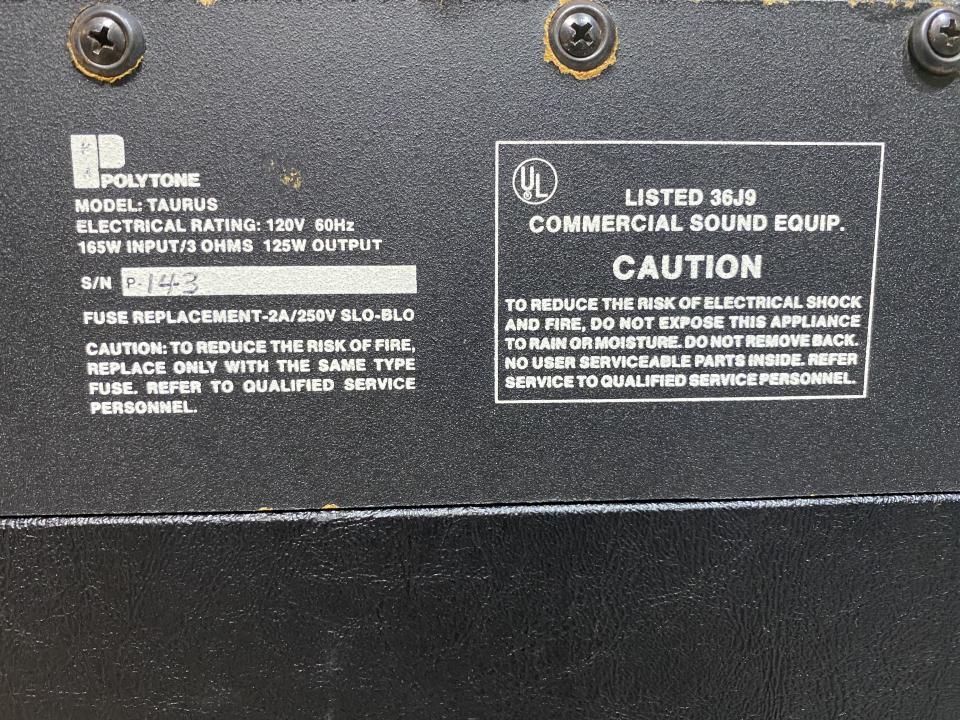 POLYTONE
MODEL: TAURUS
ELECTRICAL RATING: 120V 60Hz
165W INPUT/3 OHMS 125W OUTPUT
S/N P-143
FUSE REPLACEMENT-2A/250V SLO-BLO
CAUTION: TO REDUCE THE RISK OF FIRE,
REPLACE ONLY WITH THE SAME TYPE
FUSE. REFER TO QUALIFIED SERVICE
PERSONNEL.
UL
LISTED 36J9
COMMERCIAL SOUND EQUIP.
CAUTION
TO REDUCE THE RISK OF ELECTRICAL SHOCK
AND FIRE, DO NOT EXPOSE THIS APPLIANCE
TO RAIN OR MOISTURE. DO NOT REMOVE BACK.
NO USER SERVICEABLE PARTS INSIDE. REFER
SERVICE TO QUALIFIED SERVICE PERSONNEL.